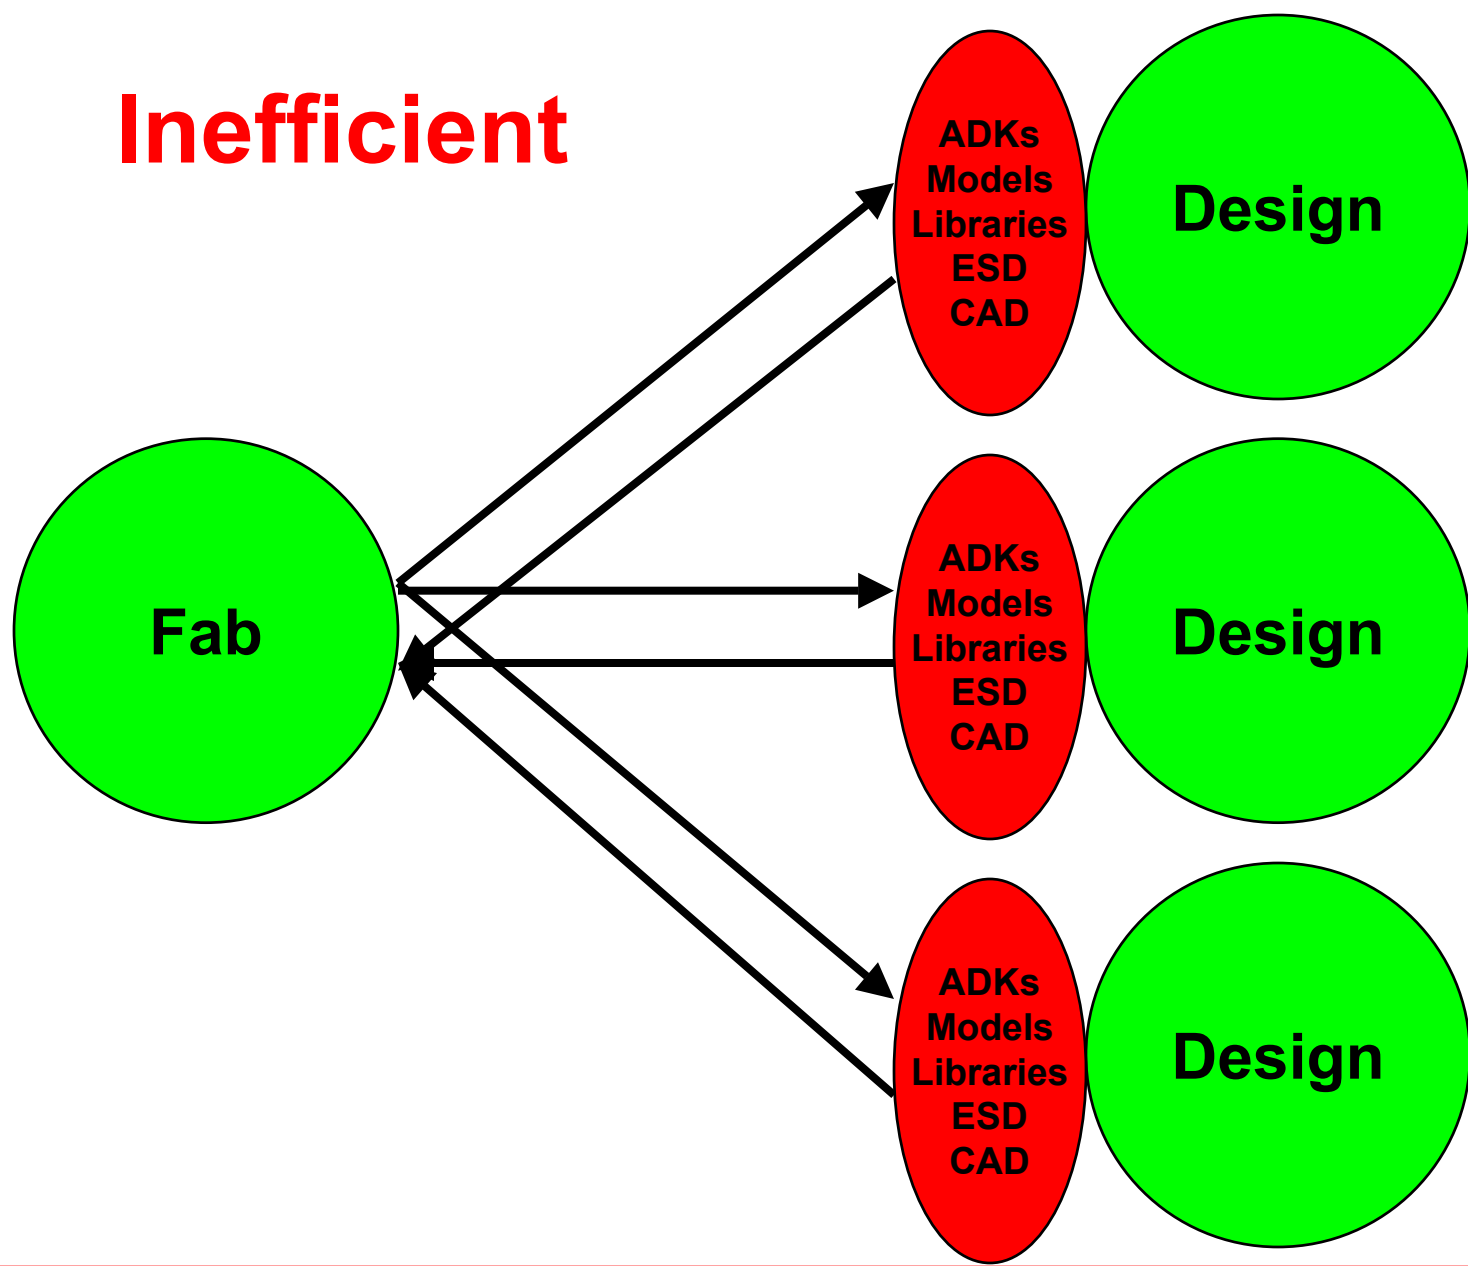 Inefficient
ADKs
Models
Libraries
ESD
CAD
Design
Fab
ADKs
Models
Libraries
ESD
CAD
Design
ADKs
Models
Libraries
ESD
CAD
Design